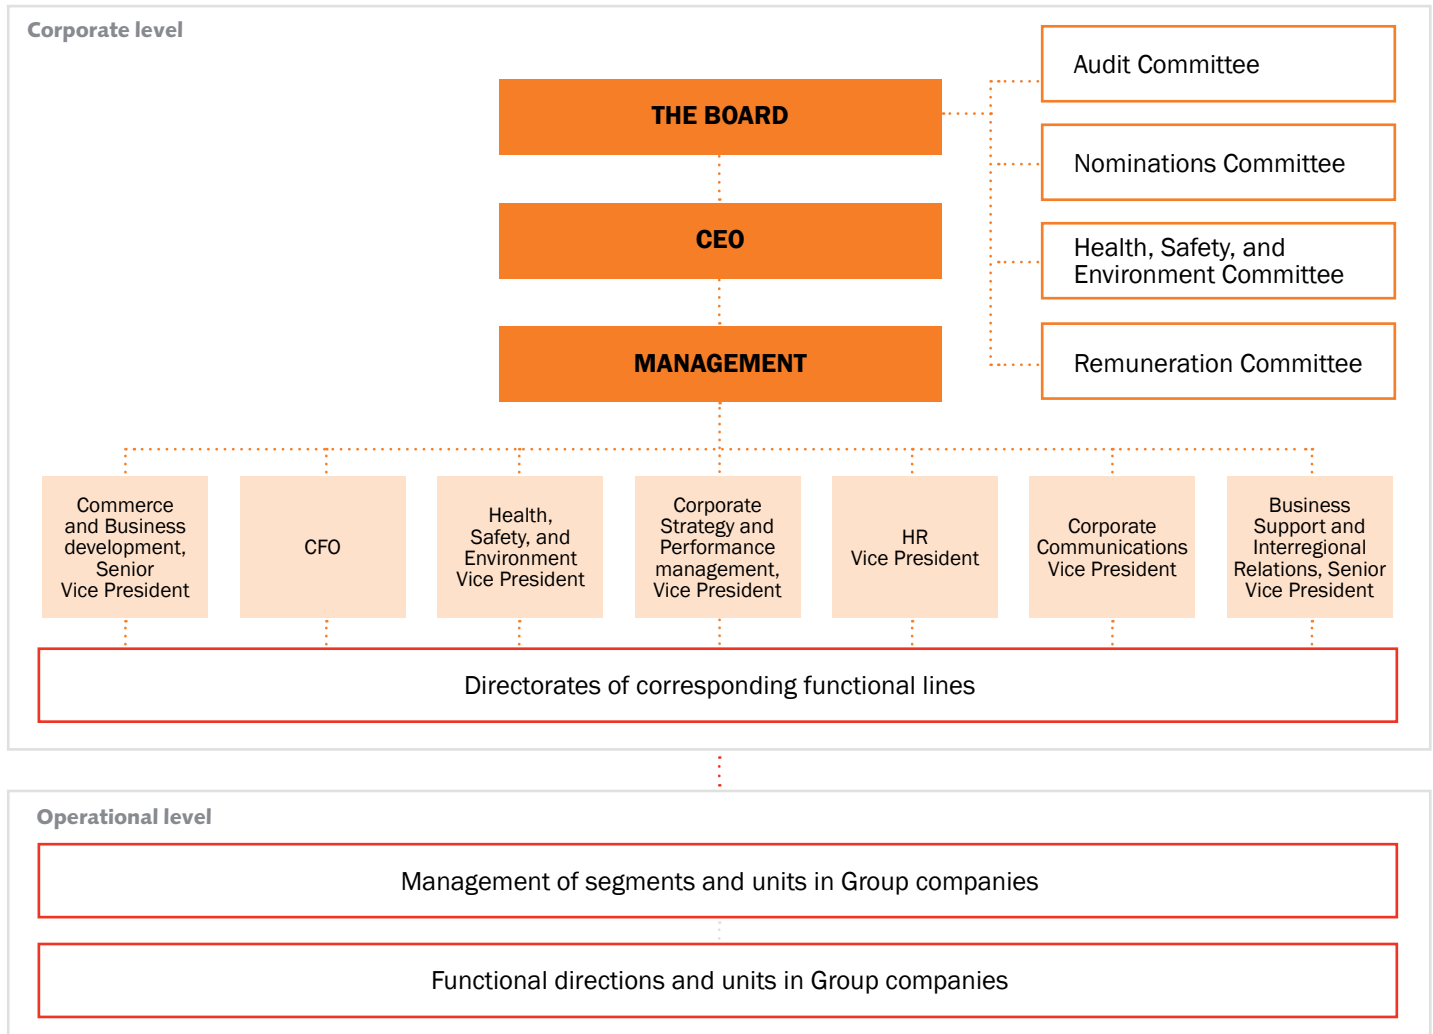 Corporate level
THE BOARD
CEO
MANAGEMENT
Audit Committee
Nominations Committee
Health, Safety, and
Environment Committee
Remuneration Committee
Commerce
and Business
development,
Senior
Vice President
CFO
Health,
Safety, and
Environment
Vice President
Corporate
Strategy and
Performance
management,
Vice President
HR
Vice President
Corporate
Communications
Vice President
Business
Support and
Interregional
Relations, Senior
Vice President
Directorates of corresponding functional lines
Operational level
Management of segments and units in Group companies
Functional directions and units in Group companies